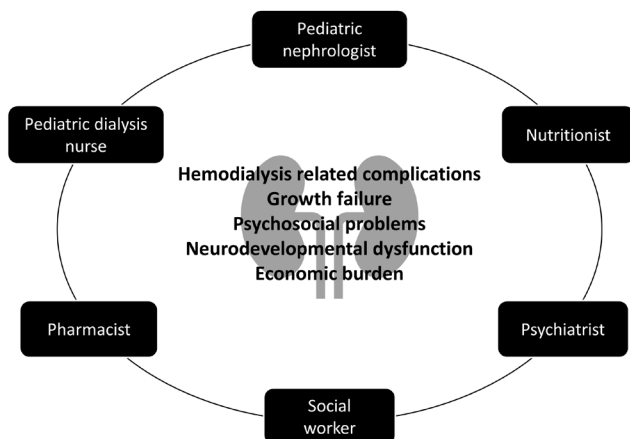 Pediatric
nephrologist
Pediatric dialysis
nurse
Nutritionist
Hemodialysis related complications
Growth failure
Psychosocial problems
Neurodevelopmental dysfunction
Economic burden
Pharmacist
Psychiatrist
Social
worker